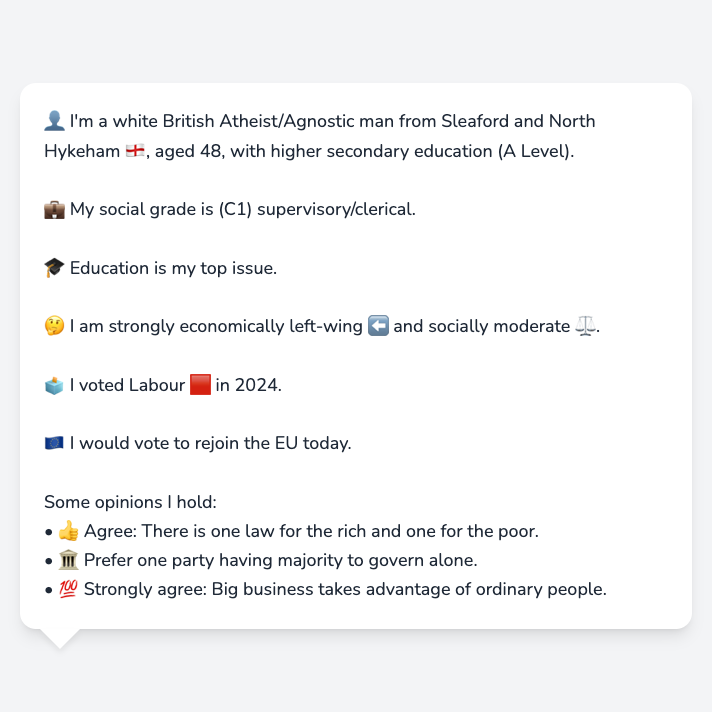 👤 I'm a white British Atheist/Agnostic man from Sleaford and North
Hykeham 🏴󠁧󠁢󠁥󠁮󠁧󠁿, aged 48, with higher secondary education (A Level).
💼 My social grade is (C1) supervisory/clerical.
🎓 Education is my top issue.
🤔 I am strongly economically left-wing ⬅️ and socially moderate ⚖️.
🗳️ I voted Labour 🟥 in 2024.
🇪🇺 I would vote to rejoin the EU today.
Some opinions I hold:
• 👍 Agree: There is one law for the rich and one for the poor.
• 🏛️ Prefer one party having majority to govern alone.
• 💯 Strongly agree: Big business takes advantage of ordinary people.